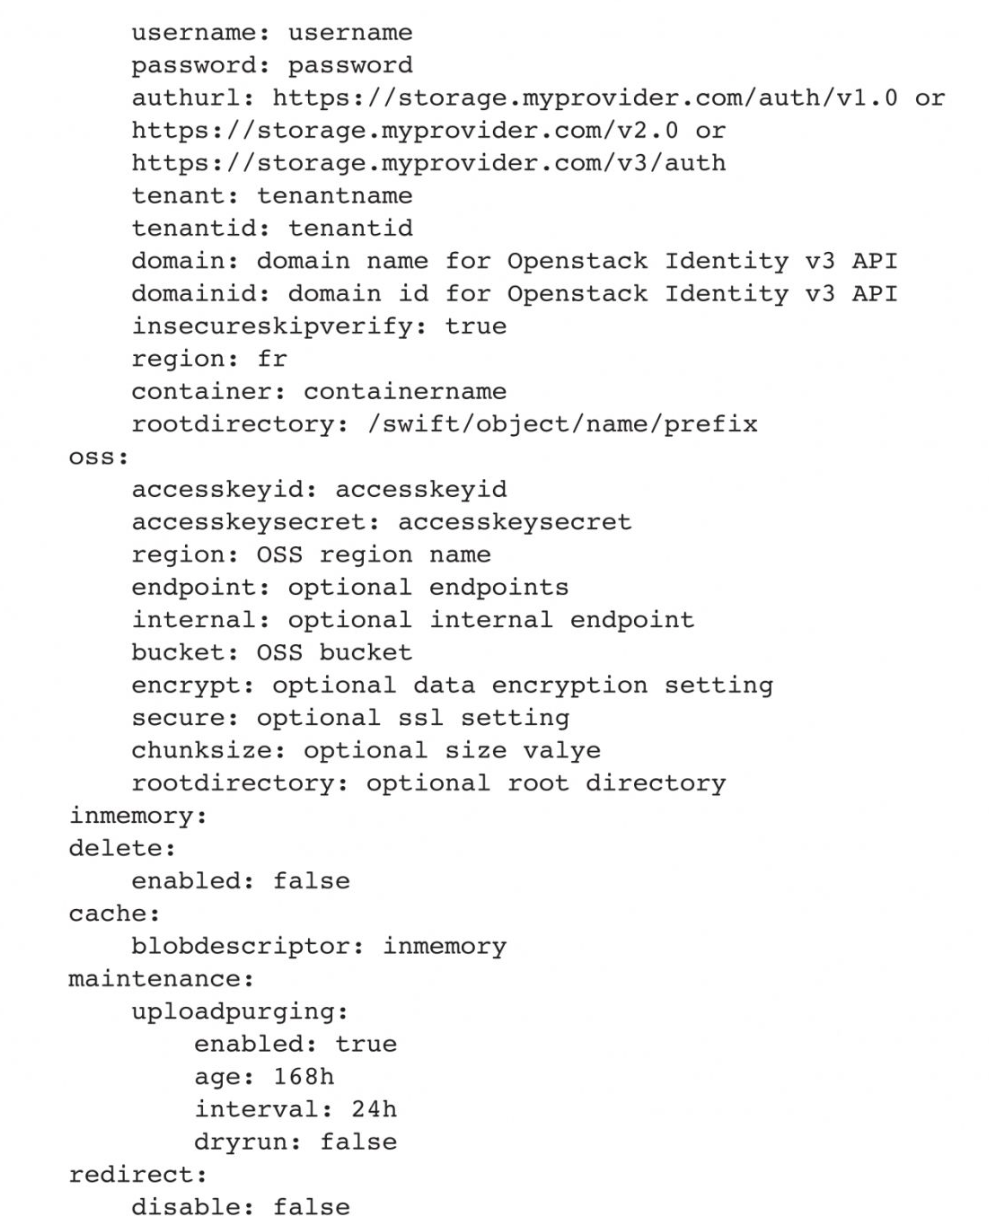 username: username
password: password
authurl: https://storage.myprovider.com/auth/v1.0 or
https://storage.myprovider.com/v2.0 or
https://storage.myprovider.com/v3/auth
tenant: tenantname
tenantid: tenantid
domain: domain name for Openstack Identity v3 API
domainid: domain id for Openstack Identity v3 API
insecureskipverify: true
region: fr
container: containername
rootdirectory: /swift/object/name/prefix
oss:
accesskeyid: accesskeyid
accesskeysecret: accesskeysecret
region: OSS region name
endpoint: optional endpoints
internal: optional internal endpoint
bucket: OSS bucket
encrypt: optional data encryption setting
secure: optional ssl setting
chunksize: optional size valye
rootdirectory: optional root directory
inmemory:
delete:
enabled: false
cache:
blobdescriptor: inmemory
maintenance:
uploadpurging:
enabled: true
age: 168h
interval: 24h
dryrun: false
redirect:
disable: false